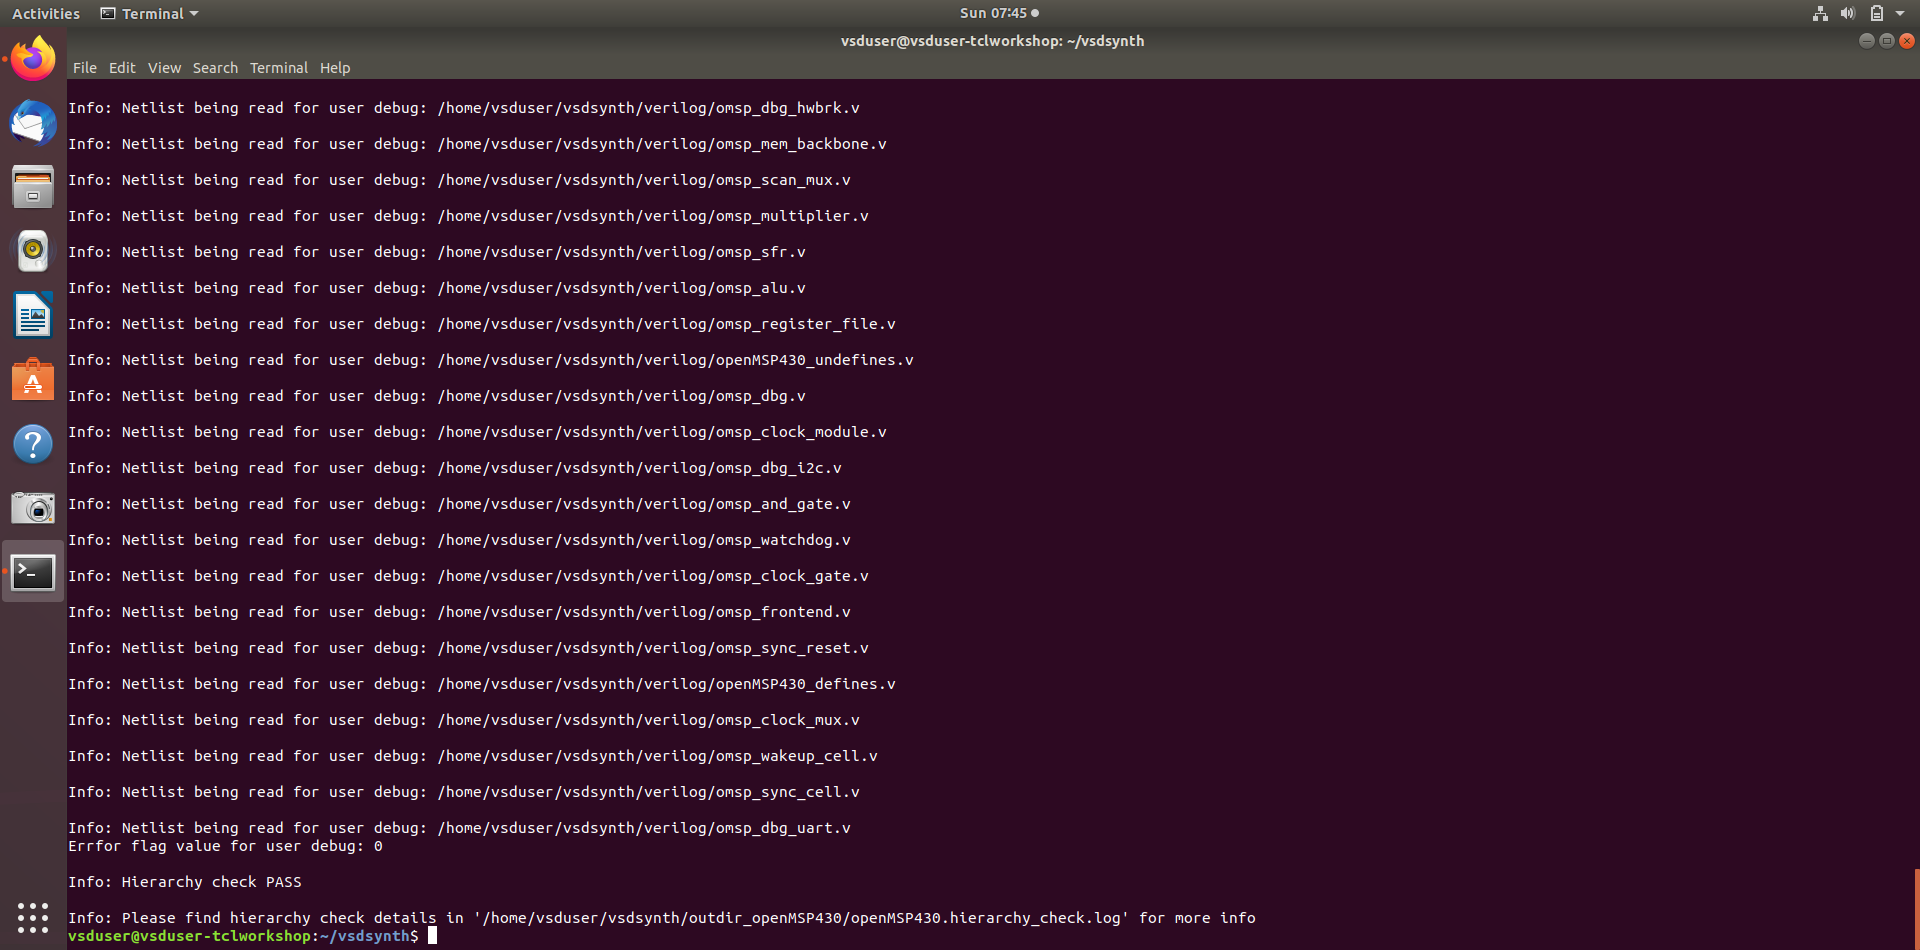 Activities Terminal Sun 07:45
vsduser@vsduser-tclworkshop: ~/vsdsynth
File Edit View Search Terminal Help
Info: Netlist being read for user debug: /home/vsduser/vsdsynth/verilog/omsp_dbg_hwbrk.v
Info: Netlist being read for user debug: /home/vsduser/vsdsynth/verilog/omsp_mem_backbone.v
Info: Netlist being read for user debug: /home/vsduser/vsdsynth/verilog/omsp_scan_mux.v
Info: Netlist being read for user debug: /home/vsduser/vsdsynth/verilog/omsp_multiplier.v
Info: Netlist being read for user debug: /home/vsduser/vsdsynth/verilog/omsp_sfr.v
Info: Netlist being read for user debug: /home/vsduser/vsdsynth/verilog/omsp_alu.v
Info: Netlist being read for user debug: /home/vsduser/vsdsynth/verilog/omsp_register_file.v
Info: Netlist being read for user debug: /home/vsduser/vsdsynth/verilog/openMSP430_undefines.v
Info: Netlist being read for user debug: /home/vsduser/vsdsynth/verilog/omsp_dbg.v
Info: Netlist being read for user debug: /home/vsduser/vsdsynth/verilog/omsp_clock_module.v
Info: Netlist being read for user debug: /home/vsduser/vsdsynth/verilog/omsp_dbg_i2c.v
Info: Netlist being read for user debug: /home/vsduser/vsdsynth/verilog/omsp_and_gate.v
Info: Netlist being read for user debug: /home/vsduser/vsdsynth/verilog/omsp_watchdog.v
Info: Netlist being read for user debug: /home/vsduser/vsdsynth/verilog/omsp_clock_gate.v
Info: Netlist being read for user debug: /home/vsduser/vsdsynth/verilog/omsp_frontend.v
Info: Netlist being read for user debug: /home/vsduser/vsdsynth/verilog/omsp_sync_reset.v
Info: Netlist being read for user debug: /home/vsduser/vsdsynth/verilog/openMSP430_defines.v
Info: Netlist being read for user debug: /home/vsduser/vsdsynth/verilog/omsp_clock_mux.v
Info: Netlist being read for user debug: /home/vsduser/vsdsynth/verilog/omsp_wakeup_cell.v
Info: Netlist being read for user debug: /home/vsduser/vsdsynth/verilog/omsp_sync_cell.v
Info: Netlist being read for user debug: /home/vsduser/vsdsynth/verilog/omsp_dbg_uart.v
Errfor flag value for user debug: 0
Info: Hierarchy check PASS
Info: Please find hierarchy check details in '/home/vsduser/vsdsynth/outdir_openMSP430/openMSP430.hierarchy_check.log' for more info
vsduser@vsduser-tclworkshop:~/vsdsynth$